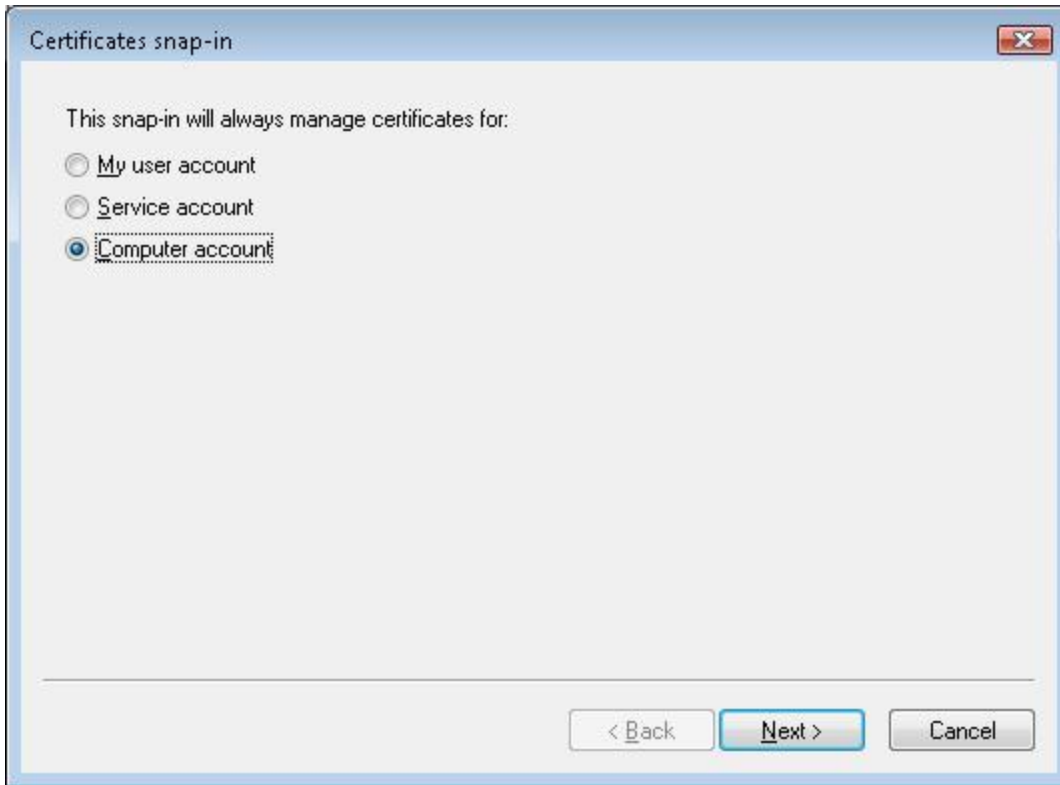 Certificates snap-in
This snap-in will always manage certificates for:
My user account
Service account
Computer account
< Back
Next >
Cancel